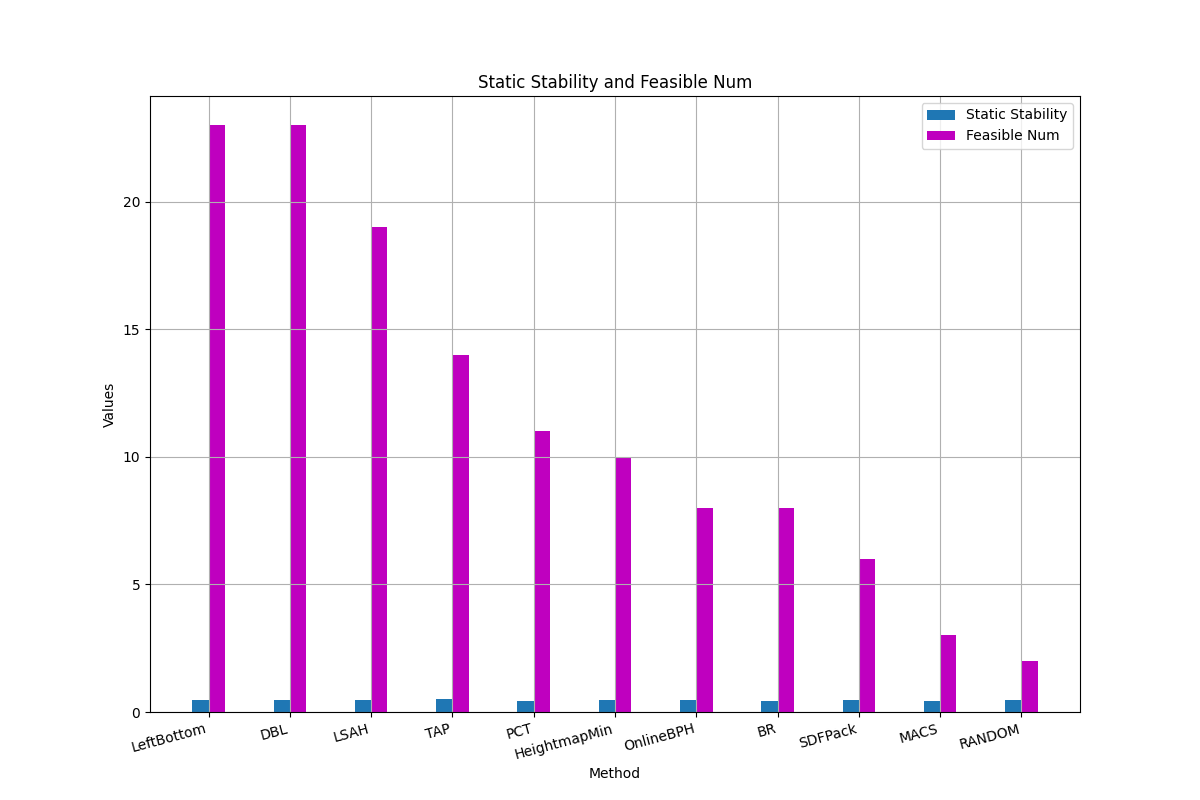 Static Stability and Feasible Num
Static Stability
Feasible Num
Values
20
15
10
5
0
LeftBottom
DBL
LSAH
TAP
PCT
HeightmapMin
OnlineBPH
BR
SDFPack
MACS
RANDOM
Method